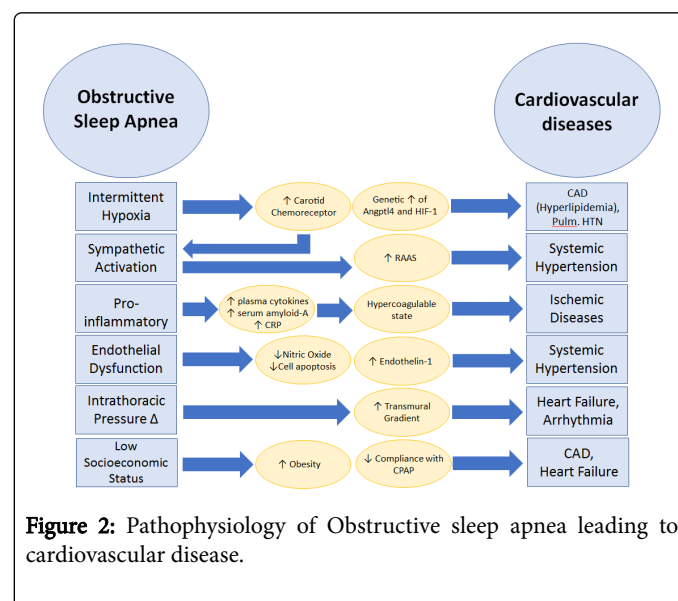 Obstructive
Sleep Apnea
Cardiovascular
diseases
Intermittent
Hypoxia
↑ Carotid
Chemoreceptor
Genetic ↑ of
Angptl4 and HIF-1
CAD
(Hyperlipidemia),
Pulm. HTN
Sympathetic
Activation
↑ RAAS
Systemic
Hypertension
Pro-
inflammatory
↑ plasma cytokines
↑ serum amyloid-A
↑ CRP
Hypercoagulable
state
Ischemic
Diseases
Endothelial
Dysfunction
↓Nitric Oxide
↓Cell apoptosis
↑ Endothelin-1
Systemic
Hypertension
Intrathoracic
Pressure Δ
↑ Transmural
Gradient
Heart Failure,
Arrhythmia
Low
Socioeconomic
Status
↑ Obesity
↓ Compliance with
CPAP
CAD,
Heart Failure
Figure 2: Pathophysiology of Obstructive sleep apnea leading to
cardiovascular disease.